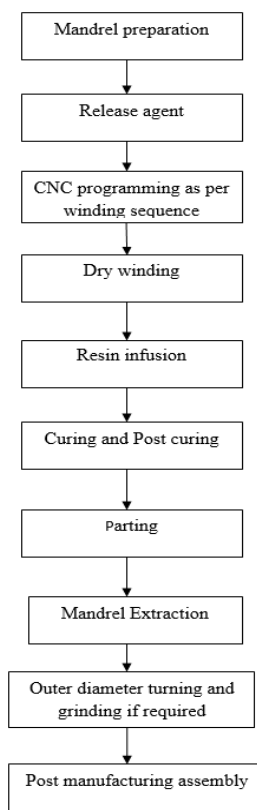 Mandrel preparation
Release agent
CNC programming as per
winding sequence
Dry winding
Resin infusion
Curing and Post curing
Parting
Mandrel Extraction
Outer diameter turning and
grinding if required
Post manufacturing assembly